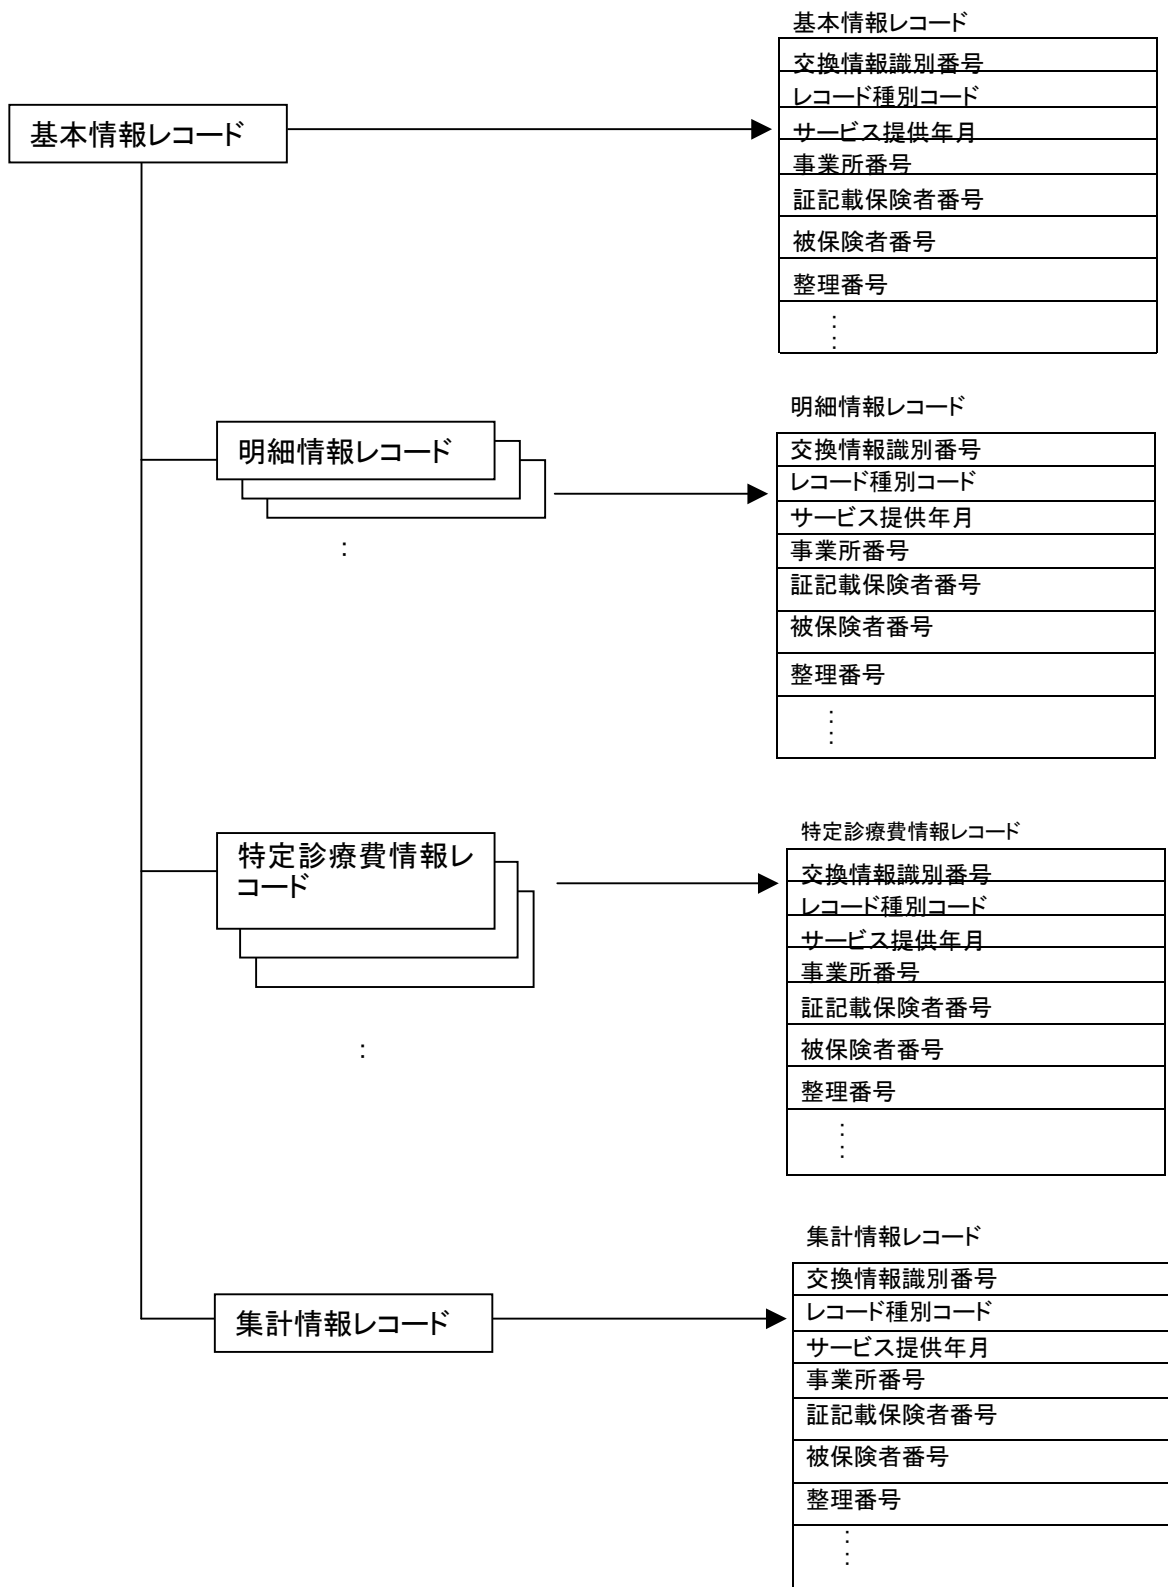 基本情報レコード
基本情報レコード
交換情報識別番号
レコード種別コード
サービス提供年月
事業所番号
証記載保険者番号
被保険者番号
整理番号
:
:
明細情報レコード
:
明細情報レコード
交換情報識別番号
レコード種別コード
サービス提供年月
事業所番号
証記載保険者番号
被保険者番号
整理番号
:
:
特定診療費情報レ
コード
:
特定診療費情報レコード
交換情報識別番号
レコード種別コード
サービス提供年月
事業所番号
証記載保険者番号
被保険者番号
整理番号
:
:
集計情報レコード
集計情報レコード
交換情報識別番号
レコード種別コード
サービス提供年月
事業所番号
証記載保険者番号
被保険者番号
整理番号
:
: